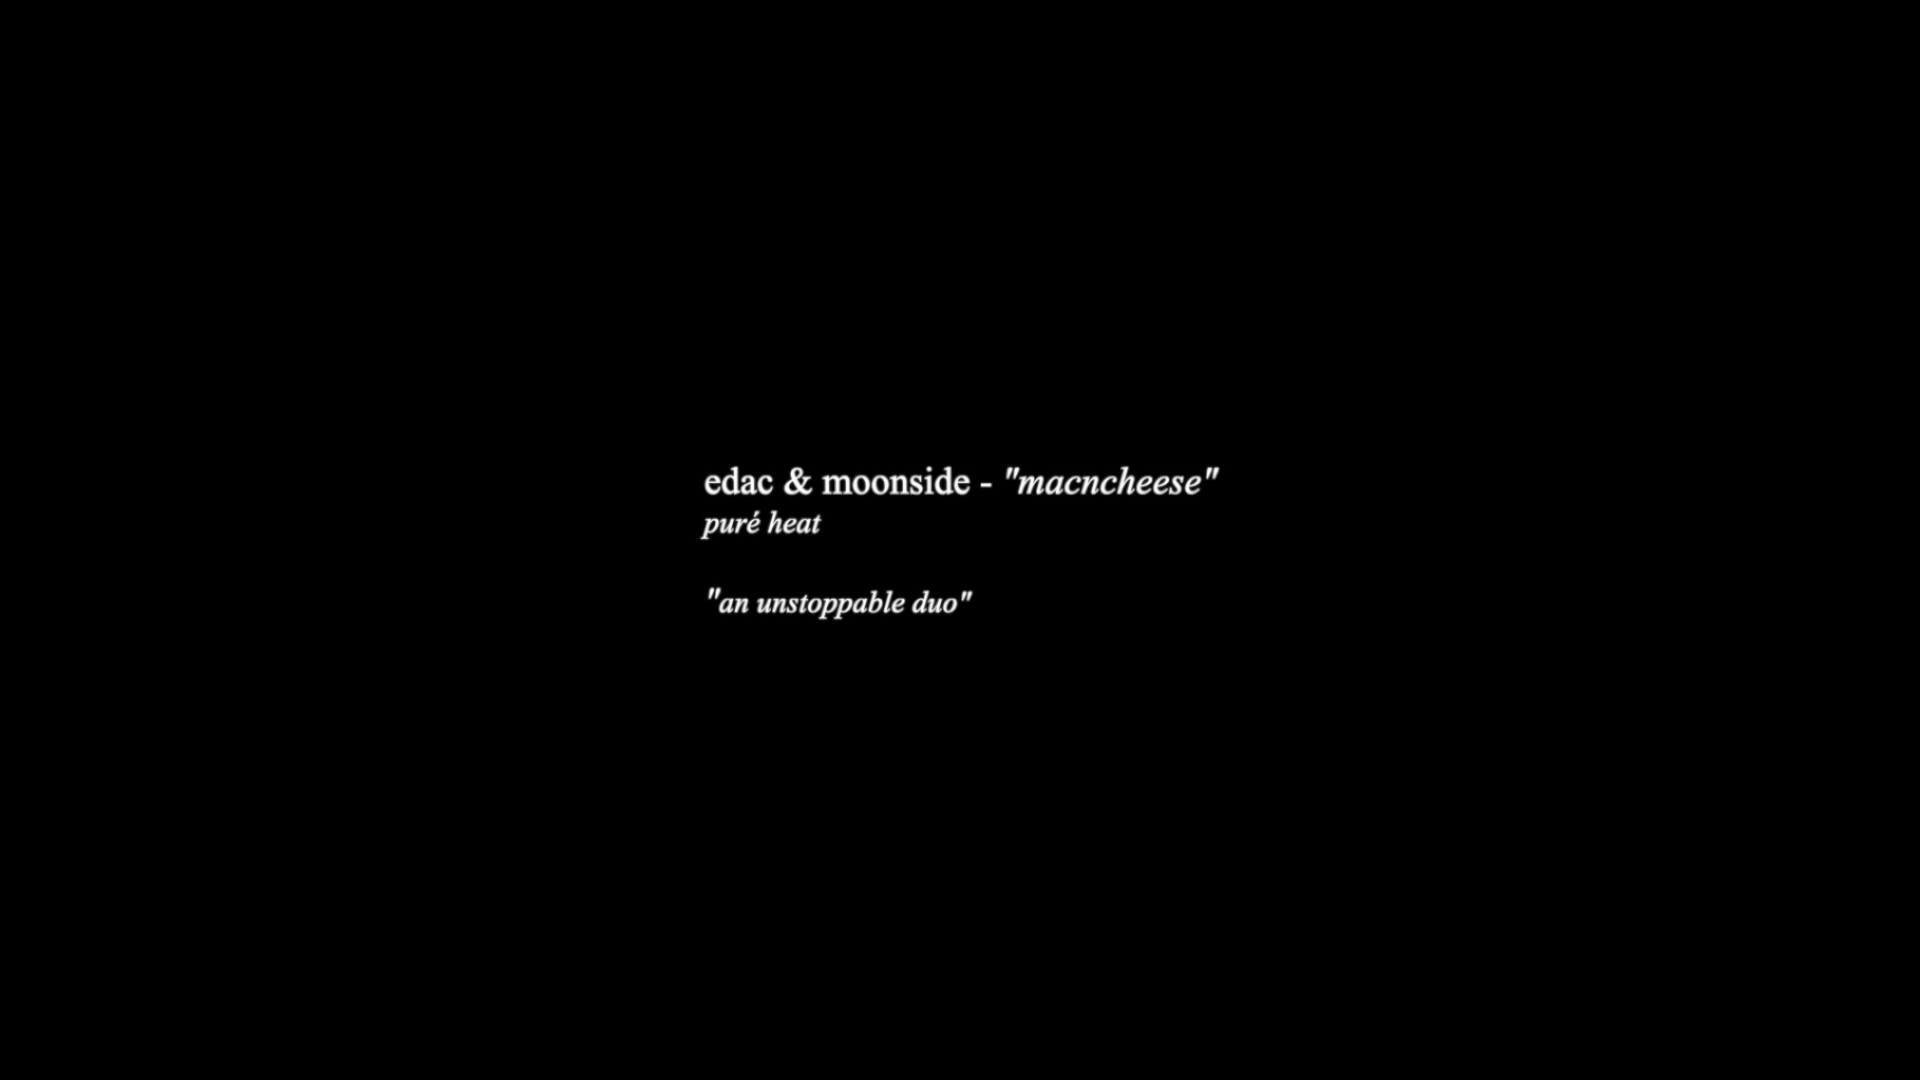 edac & moonside - "macncheese"
puré heat
"an unstoppable duo"